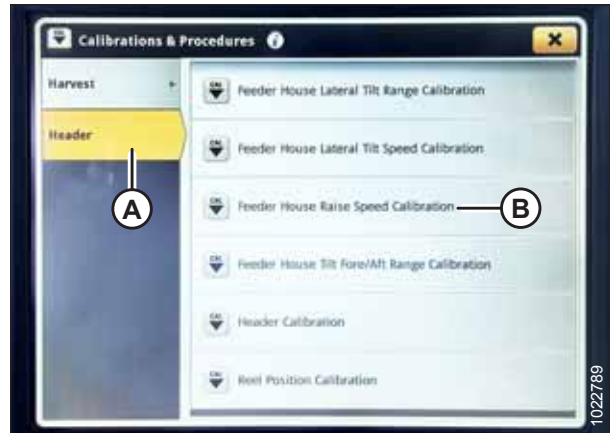 Calibrations & Procedures
Harvest
Header
Feeder House Lateral Tilt Range Calibration
Feeder House Lateral Tilt Speed Calibration
Feeder House Raise Speed Calibration
Feeder House Tilt Fore/Aft Range Calibration
Header Calibration
Reel Position Calibration
A
B
1022789